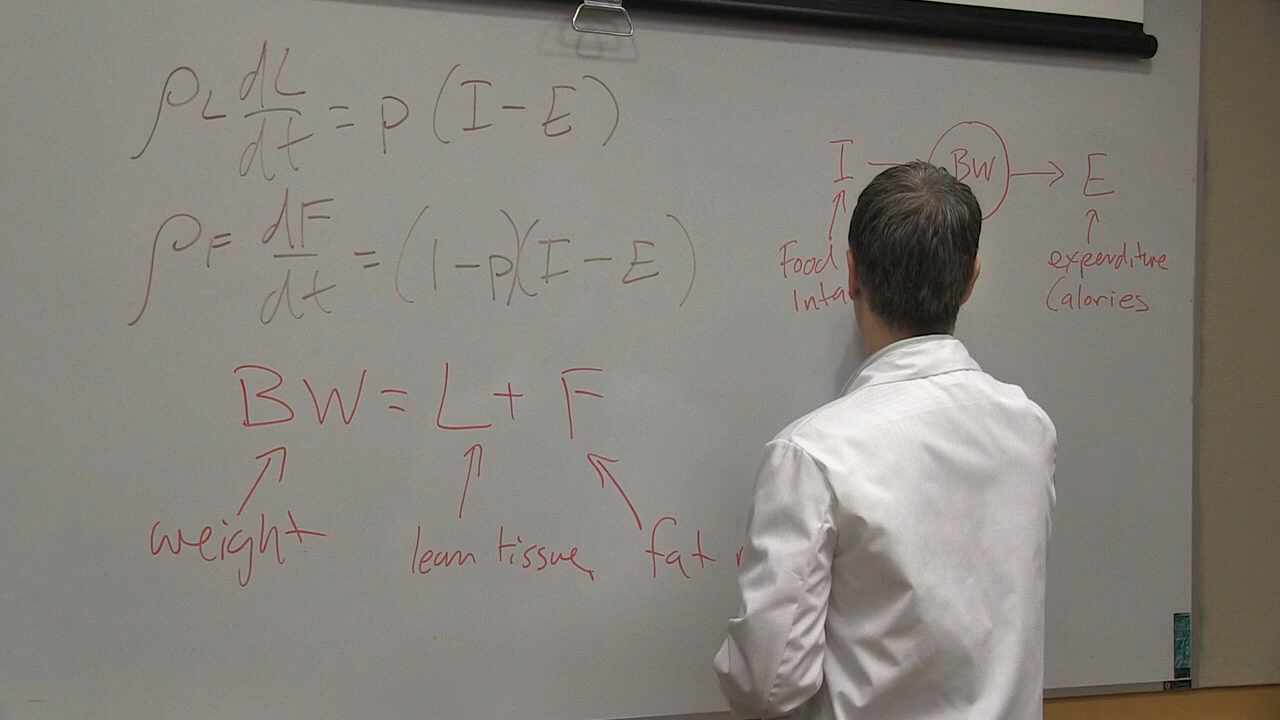 ρL dL/dt = p (I − E)
ρF dF/dt = (1 − p)(I − E)
BW = L + F
weight lean tissue fat
I BW → E
Food expenditure
Calories